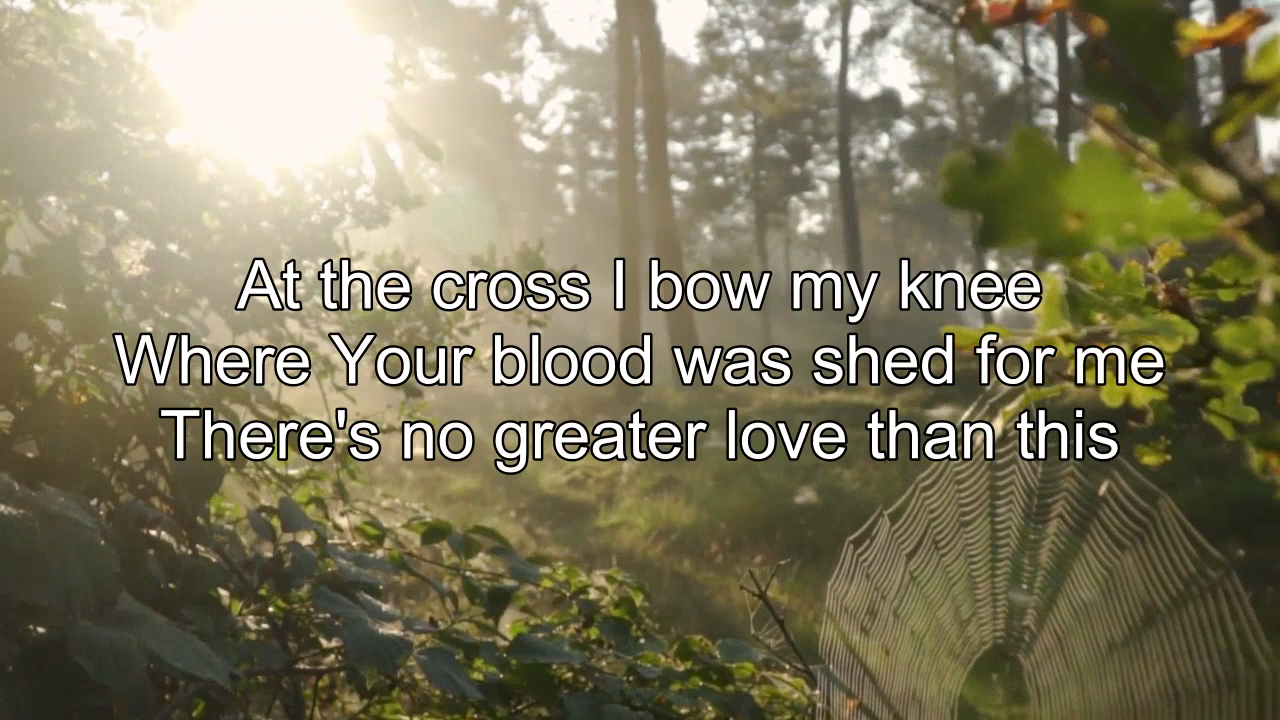 At the cross I bow my knee
Where Your blood was shed for me
There's no greater love than this